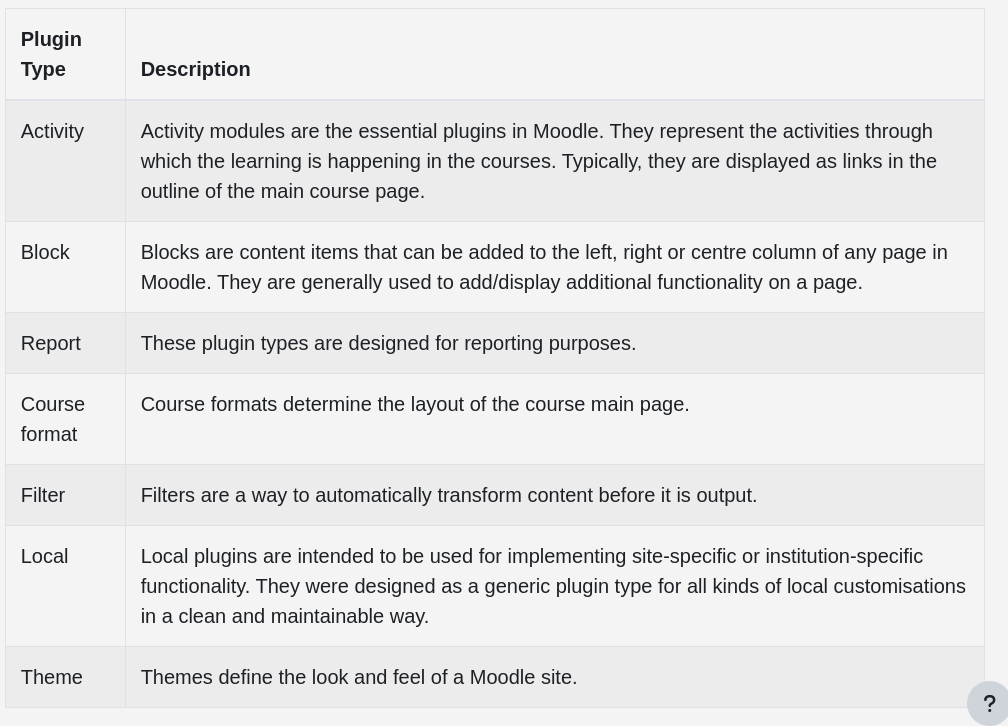 Plugin
Type
Description
Activity
Activity modules are the essential plugins in Moodle. They represent the activities through
which the learning is happening in the courses. Typically, they are displayed as links in the
outline of the main course page.
Block
Blocks are content items that can be added to the left, right or centre column of any page in
Moodle. They are generally used to add/display additional functionality on a page.
Report
These plugin types are designed for reporting purposes.
Course
format
Course formats determine the layout of the course main page.
Filter
Filters are a way to automatically transform content before it is output.
Local
Local plugins are intended to be used for implementing site-specific or institution-specific
functionality. They were designed as a generic plugin type for all kinds of local customisations
in a clean and maintainable way.
Theme
Themes define the look and feel of a Moodle site.
?